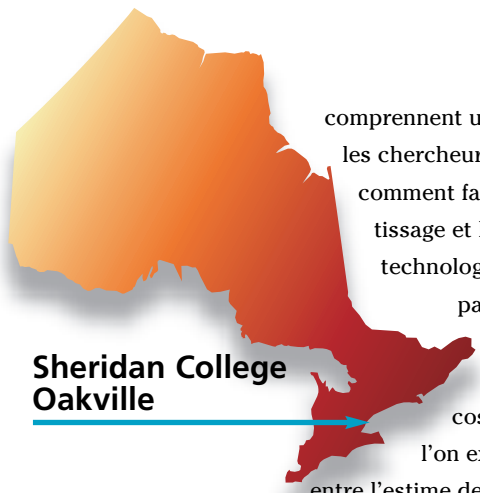 comprennent u
les chercheur
comment fa
tissage et l
technolog
pa
Sheridan College
Oakville
cos
l'on ex
entre l'estime de